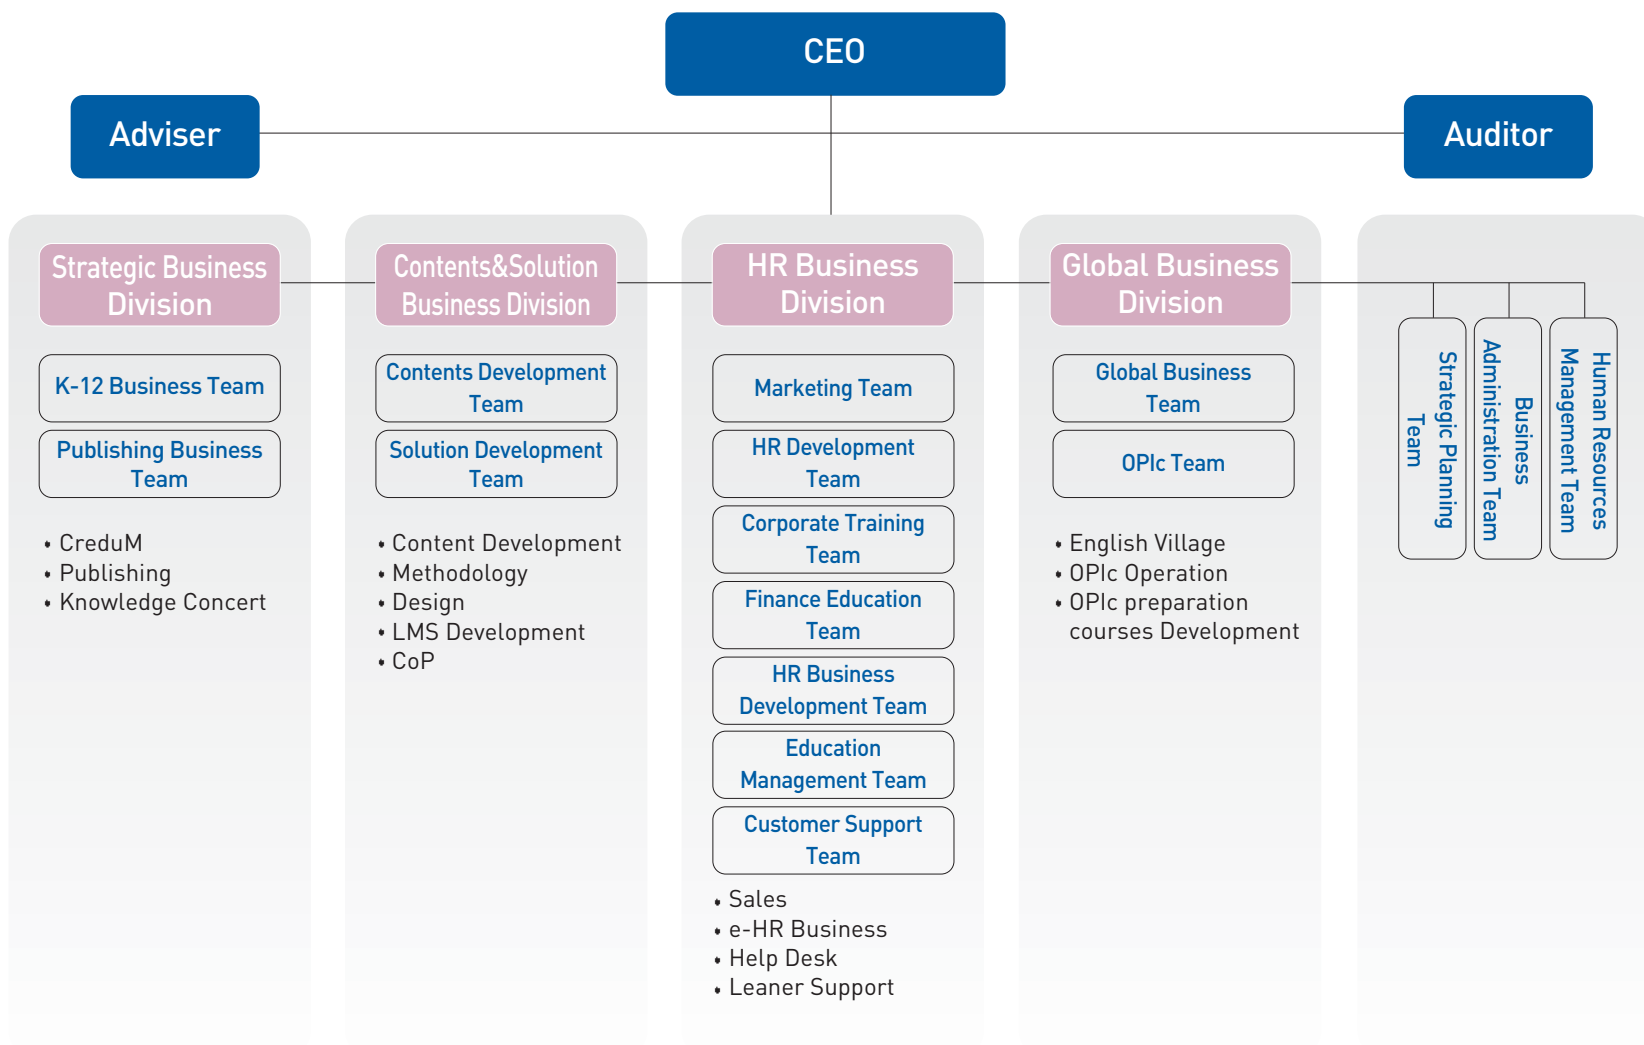 CEO
Adviser
Auditor
Strategic Business
Division
K-12 Business Team
Publishing Business
Team
• CreduM
• Publishing
• Knowledge Concert
Contents&Solution
Business Division
Contents Development
Team
Solution Development
Team
• Content Development
• Methodology
• Design
• LMS Development
• CoP
HR Business
Division
Marketing Team
HR Development
Team
Corporate Training
Team
Finance Education
Team
HR Business
Development Team
Education
Management Team
Customer Support
Team
• Sales
• e-HR Business
• Help Desk
• Leaner Support
Global Business
Division
Global Business
Team
OPIc Team
• English Village
• OPIc Operation
• OPIc preparation
courses Development
Strategic Planning
Team
Business
Administration Team
Human Resources
Management Team